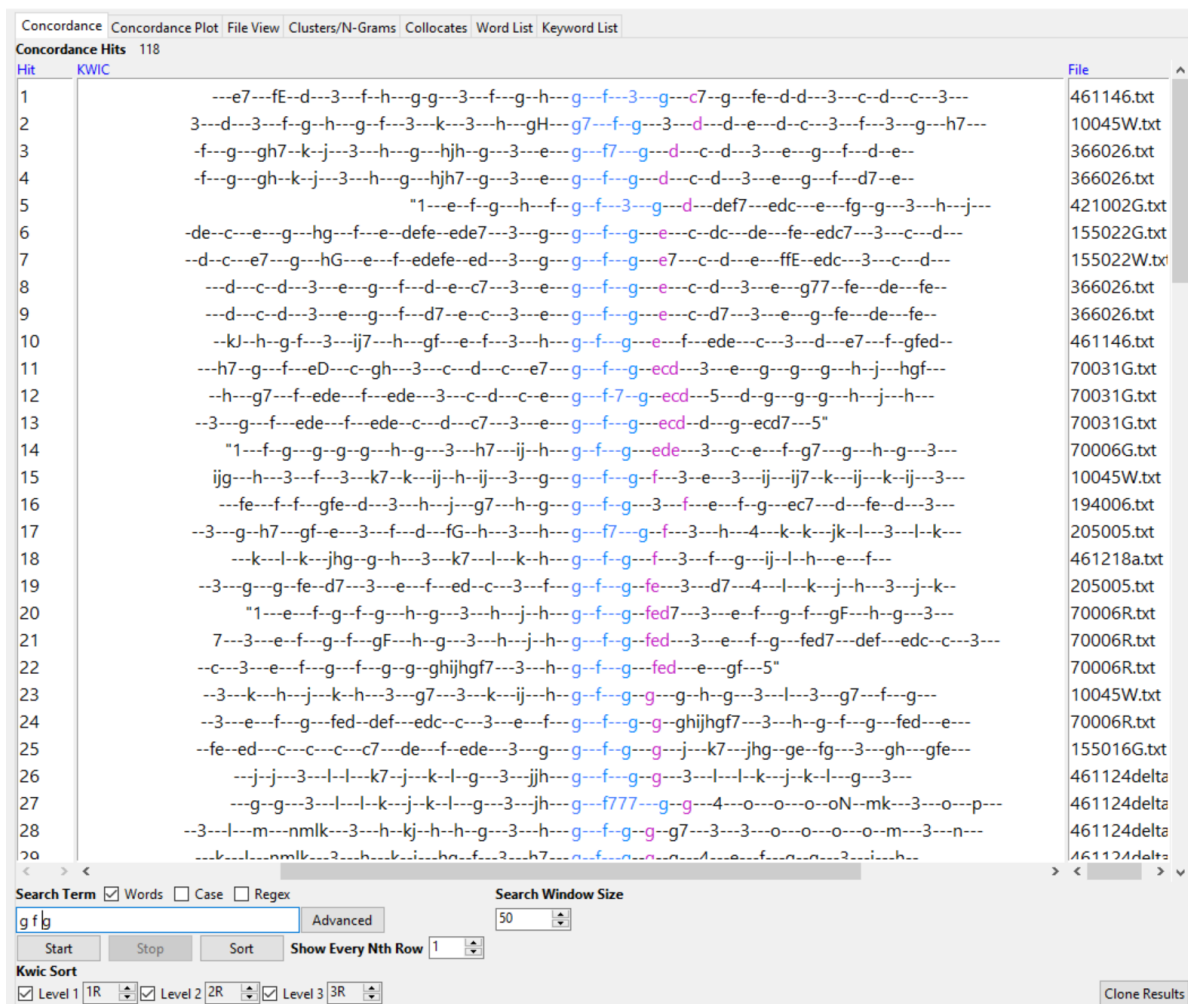 Concordance Concordance Plot File View Clusters/N-Grams Collocates Word List Keyword List
Concordance Hits 118
Hit KWIC File
1 ---e7---fE--d---3---f--h---g-g---3---f---g--h---g---f---3---g---c7--g---fe--d-d---3---c--d---c---3--- 461146.txt
2 3---d---3---f--g--h---g--f---3---k---3---h---gH---g7---f--g---3---d---d--e---d--c---3---f---3---g---h7--- 10045W.txt
3 -f---g---gh7--k--j---3---h---g---hjh--g---3---e---g---f7---g---d---c--d---3---e---g---f---d--e-- 366026.txt
4 -f---g---gh--k--j---3---h---g---hjh7--g---3---e---g---f---g---d---c--d---3---e---g---f---d7--e-- 366026.txt
5 "1---e--f--g---h---f--g--f---3---g---d---def7---edc---e---fg--g---3---h---j--- 421002G.txt
6 -de--c---e---g---hg---f---e--defe--ede7---3---g---g---f---g---e---c--dc---de---fe--edc7---3---c--d--- 155022G.txt
7 --d--c---e7---g---hG---e---f--edefe--ed---3---g---g---f---g---e7---c--d---e---ffE--edc---3---c--d--- 155022W.txt
8 ---d---c--d---3---e---g---f---d--e--c7---3---e---g---f---g---e---c--d---3---e---g77--fe---de---fe-- 366026.txt
9 ---d---c--d---3---e---g---f---d7--e--c---3---e---g---f---g---e---c--d7---3---e---g--fe---de---fe-- 366026.txt
10 --kJ--h--g-f---3---ij7---h---gf---e--f---3---h---g--f---g---e---f--ede---c---3---d---e7---f--gfed-- 461146.txt
11 ---h7--g---f---eD---c--gh---3---c---d---c---e7---g---f---g---ecd---3---e---g---g---g---h--j---hgf--- 70031G.txt
12 --h---g7---f--ede---f---ede---3---c--d---c--e---g---f-7--g--ecd---5---d--g---g--g---h---j---h--- 70031G.txt
13 --3---g---f---ede---f--ede--c---d---c7---3---e---g---f---g---ecd--d---g--ecd7---5" 70031G.txt
14 "1---f--g---g--g--g---h--g---3---h7---ij--h---g--f---g---ede---3---c--e---f--g7---g---h--g---3--- 70006G.txt
15 ijg---h---3---f---3---k7--k---ij--h--ij---3---g---g---f---g--f---3--e---3---ij---ij7--k---ij--k--ij---3--- 10045W.txt
16 ---fe---f--f---gfe--d---3---h---j---g7---h--g---g--f--g---3---f---e--f---g---ec7---d---fe--d---3--- 194006.txt
17 --3---g--h7---gf--e---3---f---d---fG--h---3---h---g---f7---g--f---3---h---4---k--k---jk--l---3---l--k--- 205005.txt
18 ---k---l--k---jhg--g--h---3---k7---l---k--h---g---f--g---f---3---f---g---ij--l--h---e---f--- 461218a.txt
19 --3---g---g--fe--d7---3---e---f---ed--c---3---f---g---f---g--fe---3---d7---4---l---k---j--h---3---j--k-- 205005.txt
20 "1---e---f--g--f--g---h--g---3---h---j--h---g--f---g--fed7---3---e--f---g--f---gF---h--g---3--- 70006R.txt
21 7---3---e--f---g--f---gF---h--g---3---h---j--h--g--f---g--fed---3---e--f---g---fed7---def---edc--c---3--- 70006R.txt
22 --c---3---e---f---g---f---g--g--ghijhgf7---3---h--g--f---g---fed---e---gf---5" 70006R.txt
23 --3---k---h---j---k--h---3---g7---3---k---ij---h---g--f---g--g---g--h--g---3---l---3---g7---f--g--- 10045W.txt
24 --3---e---f---g---fed--def---edc--c---3---e---f---g---f---g--g--ghijhgf7---3---h--g--f---g---fed---e--- 70006R.txt
25 --fe--ed---c---c---c---c7---de---f--ede---3---g---g---f--g---g---j---k7---jhg--ge--fg---3---gh---gfe--- 155016G.txt
26 ---j--j---3---l--l---k7--j---k--l--g---3---jjh---g---f---g--g---3---l--l--k---j--k--l---g---3--- 461124delta
27 ---g--g---3---l---l--k---j--k--l---g---3---jh---g---f777---g--g---4---o---o---o--oN--mk---3---o---p--- 461124delta
28 --3---l---m---nmlk---3---h--kj--h--h--g---3---h---g---f--g---g--g7---3---3---o---o---o---o--m---3---n--- 461124delta
Search Term Words Case Regex Search Window Size
g f g Advanced 50
Start Stop Sort Show Every Nth Row 1
Kwic Sort
Level 1 1R Level 2 2R Level 3 3R Clone Results